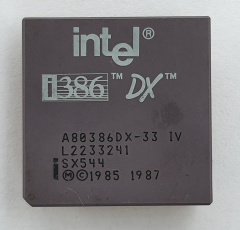 intel®
i386™ DX™
A80386DX-33 IV
L2233241
SX544
Ⓜ©1985 1987